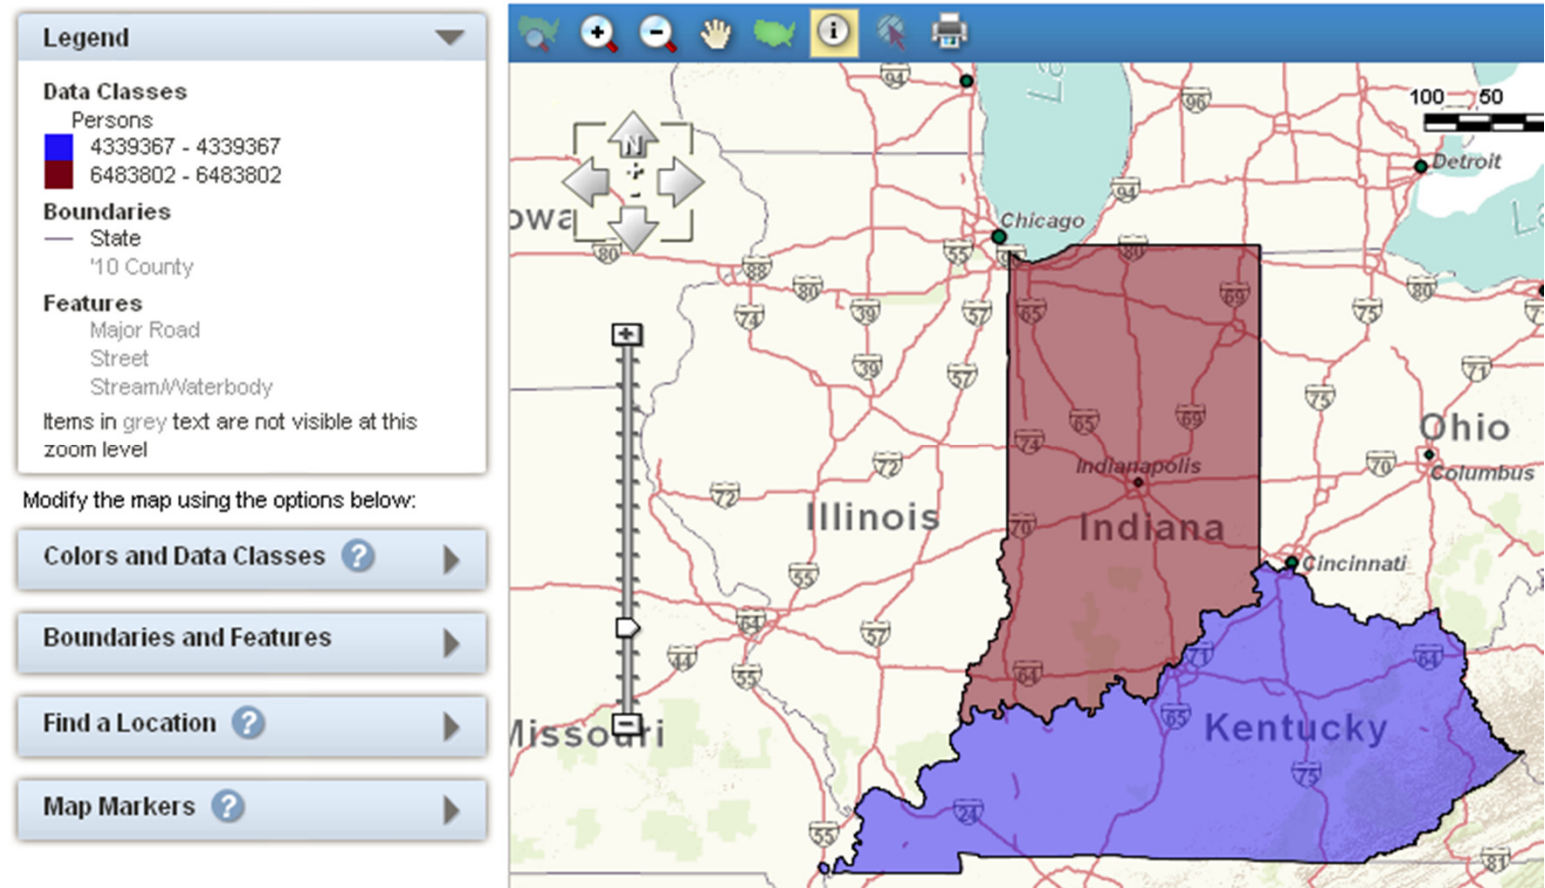 Legend
Data Classes
Persons
4339367 - 4339367
6483802 - 6483802
Boundaries
State
'10 County
Features
Major Road
Street
Stream/Waterbody
Items in grey text are not visible at this
zoom level
Modify the map using the options below:
Colors and Data Classes ?
Boundaries and Features
Find a Location ?
Map Markers ?
i
94
96
100 50
N
Detroit
94
owa
Chicago
80
55
80
88
80
80
69
74
39
57
65
75
39
57
71
75
65
69
Ohio
74
Indianapolis
72
70
Columbus
72
Illinois
70
Indiana
Cincinnati
55
64
57
71
64
44
55
64
65
Kentucky
Missouri
75
24
55
81